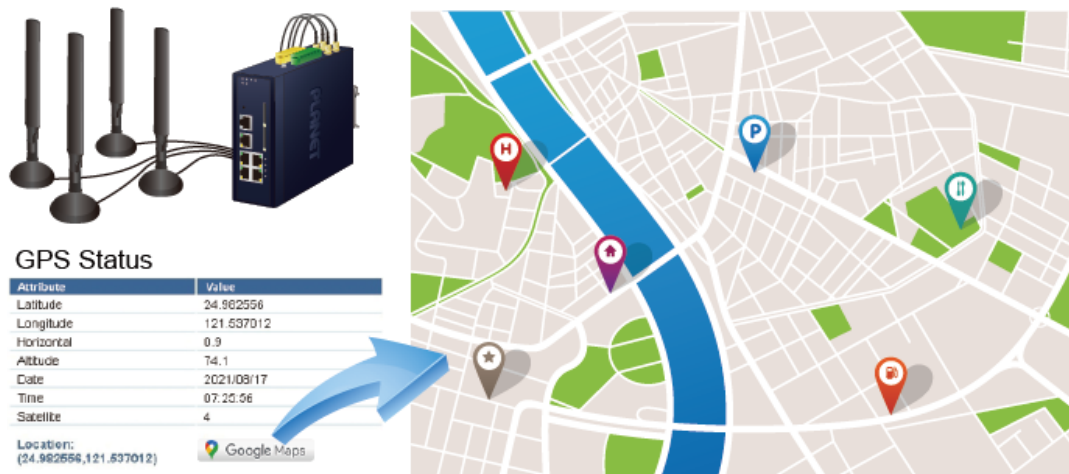 PLANET
H
P
GPS Status
Attribute Value
Latitude 24.982556
Longitude 121.537012
Horizontal 0.9
Altitude 74.1
Date 2021/08/17
Time 07:25:56
Satellite 4
Location:
(24.982556,121.537012)
Google Maps